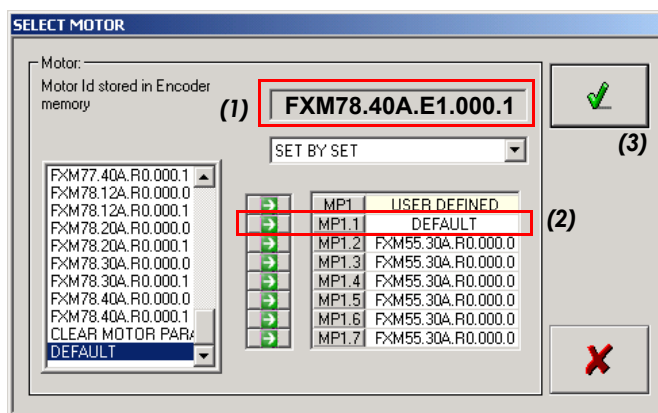 SELECT MOTOR
Motor:
Motor Id stored in Encoder
memory
(1)
FXM78.40A.E1.000.1
SET BY SET
(3)
FXM77.40A.R0.000.1
FXM78.12A.R0.000.0
FXM78.12A.R0.000.1
FXM78.20A.R0.000.0
FXM78.20A.R0.000.1
FXM78.30A.R0.000.0
FXM78.30A.R0.000.1
FXM78.40A.R0.000.0
FXM78.40A.R0.000.1
CLEAR MOTOR PARA
DEFAULT
MP1 USER DEFINED
MP1.1 DEFAULT
(2)
MP1.2 FXM55.30A.R0.000.0
MP1.3 FXM55.30A.R0.000.0
MP1.4 FXM55.30A.R0.000.0
MP1.5 FXM55.30A.R0.000.0
MP1.6 FXM55.30A.R0.000.0
MP1.7 FXM55.30A.R0.000.0